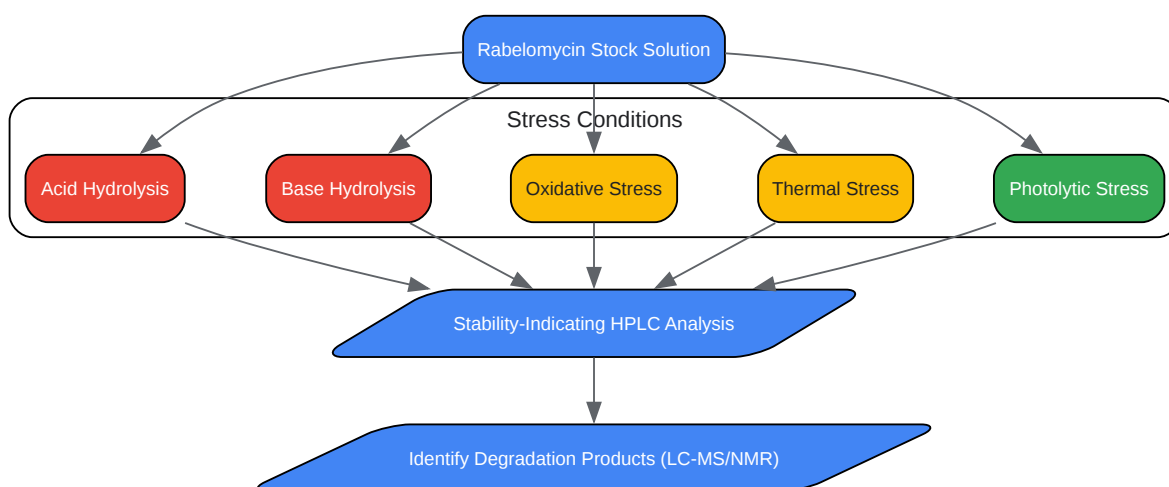 Rabelomycin Stock Solution
Stress Conditions
Acid Hydrolysis
Base Hydrolysis
Oxidative Stress
Thermal Stress
Photolytic Stress
Stability-Indicating HPLC Analysis
Identify Degradation Products (LC-MS/NMR)